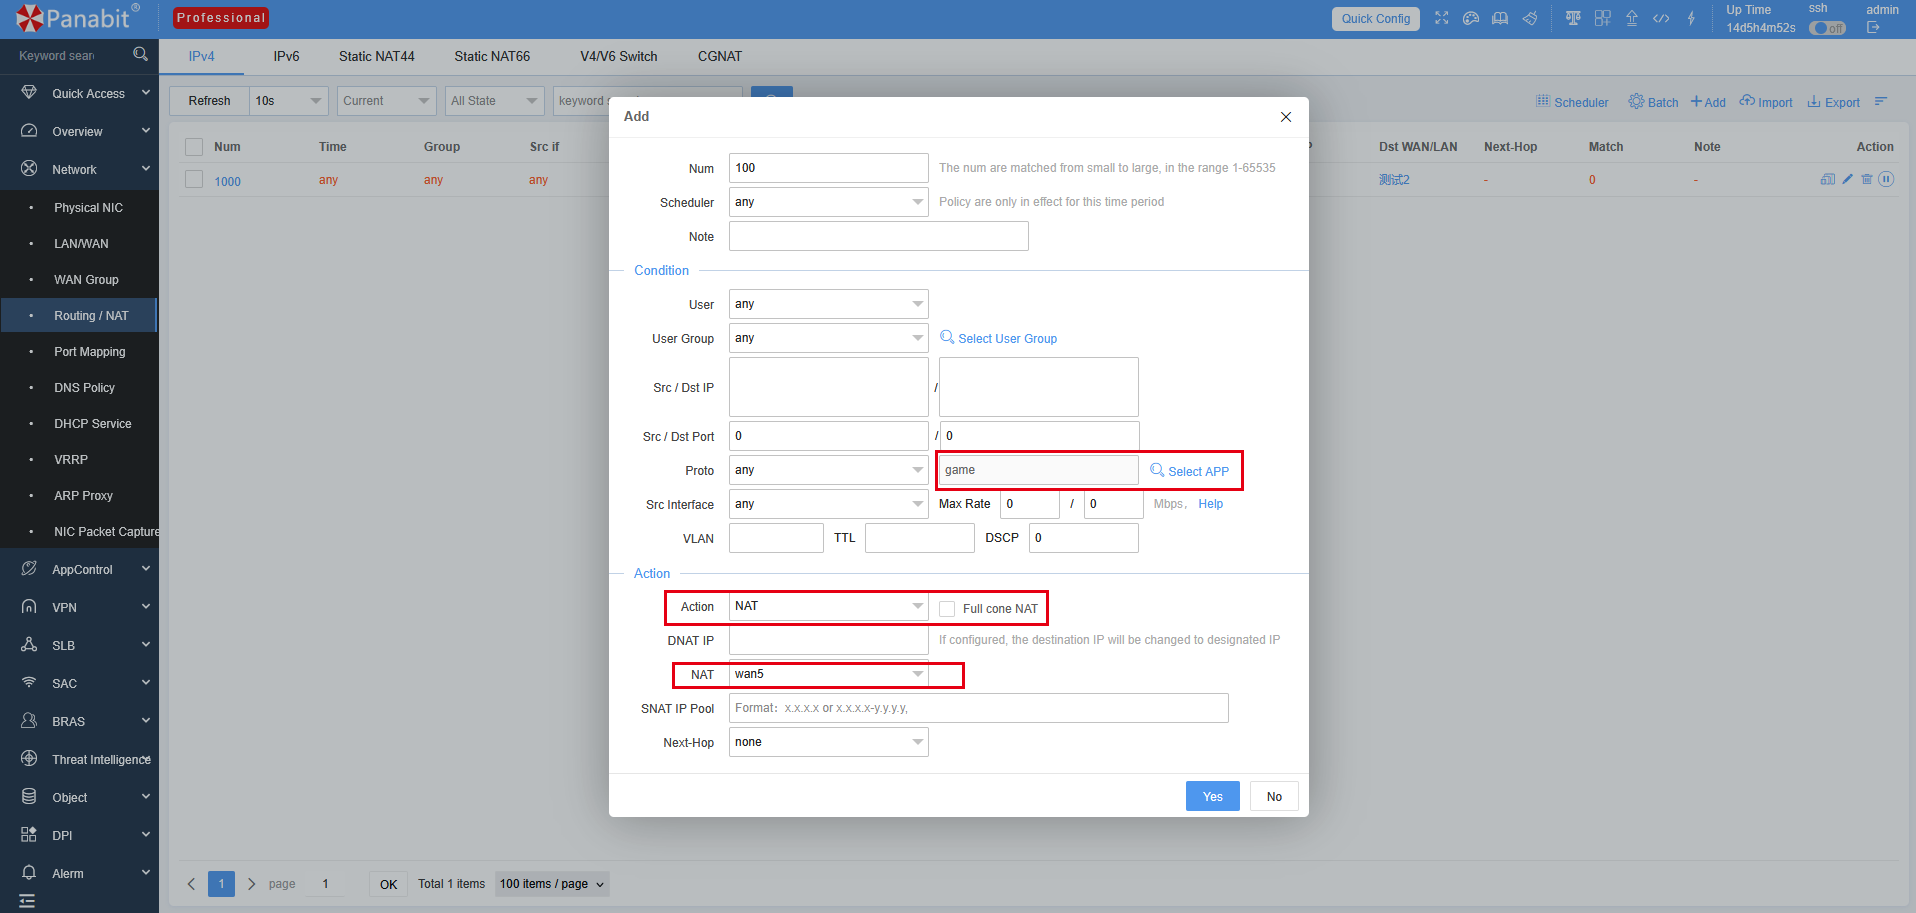 Panabit®
Professional
Quick Config
Up Time
14d5h4m52s
ssh
off
admin
Keyword sear
Quick Access
Overview
Network
Physical NIC
LAN/WAN
WAN Group
Routing / NAT
Port Mapping
DNS Policy
DHCP Service
VRRP
ARP Proxy
NIC Packet Capture
AppControl
VPN
SLB
SAC
BRAS
Threat Intelligence
Object
DPI
Alerm
IPv4 IPv6 Static NAT44 Static NAT66 V4/V6 Switch CGNAT
Refresh 10s Current All State keyword s
Scheduler Batch Add Import Export
Num Time Group Src if Dst WAN/LAN Next-Hop Match Note Action
1000 any any any 测试2 - 0 -
Add
Num 100 The num are matched from small to large, in the range 1-65535
Scheduler any Policy are only in effect for this time period
Note
Condition
User any
User Group any Select User Group
Src / Dst IP /
Src / Dst Port 0 / 0
Proto any game Select APP
Src Interface any Max Rate 0 / 0 Mbps, Help
VLAN TTL DSCP 0
Action
Action NAT Full cone NAT
DNAT IP If configured, the destination IP will be changed to designated IP
NAT wan5
SNAT IP Pool Format: x.x.x.x or x.x.x.x-y.y.y.y,
Next-Hop none
Yes No
1 page 1 OK Total 1 items 100 items / page